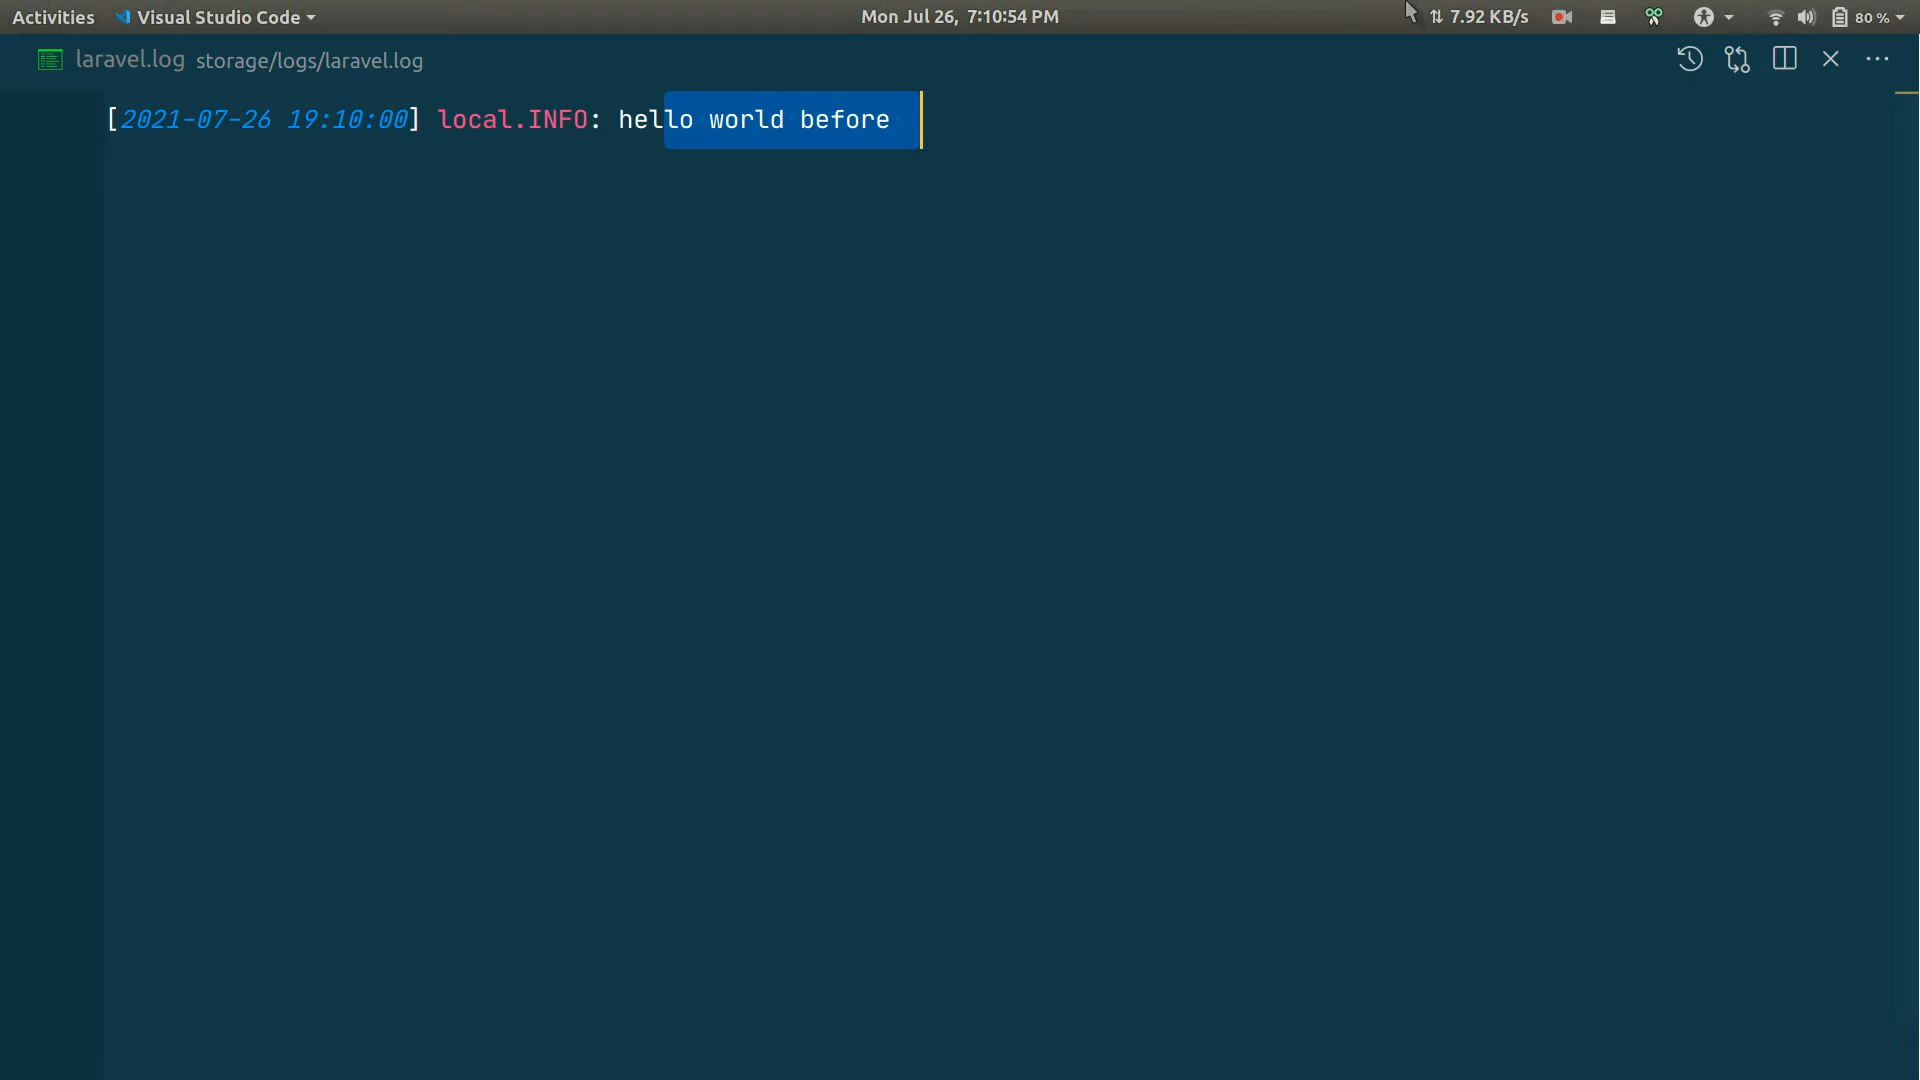 Activities Visual Studio Code Mon Jul 26, 7:10:54 PM 7.92 KB/s 80 %
laravel.log storage/logs/laravel.log
[2021-07-26 19:10:00] local.INFO: hello world before